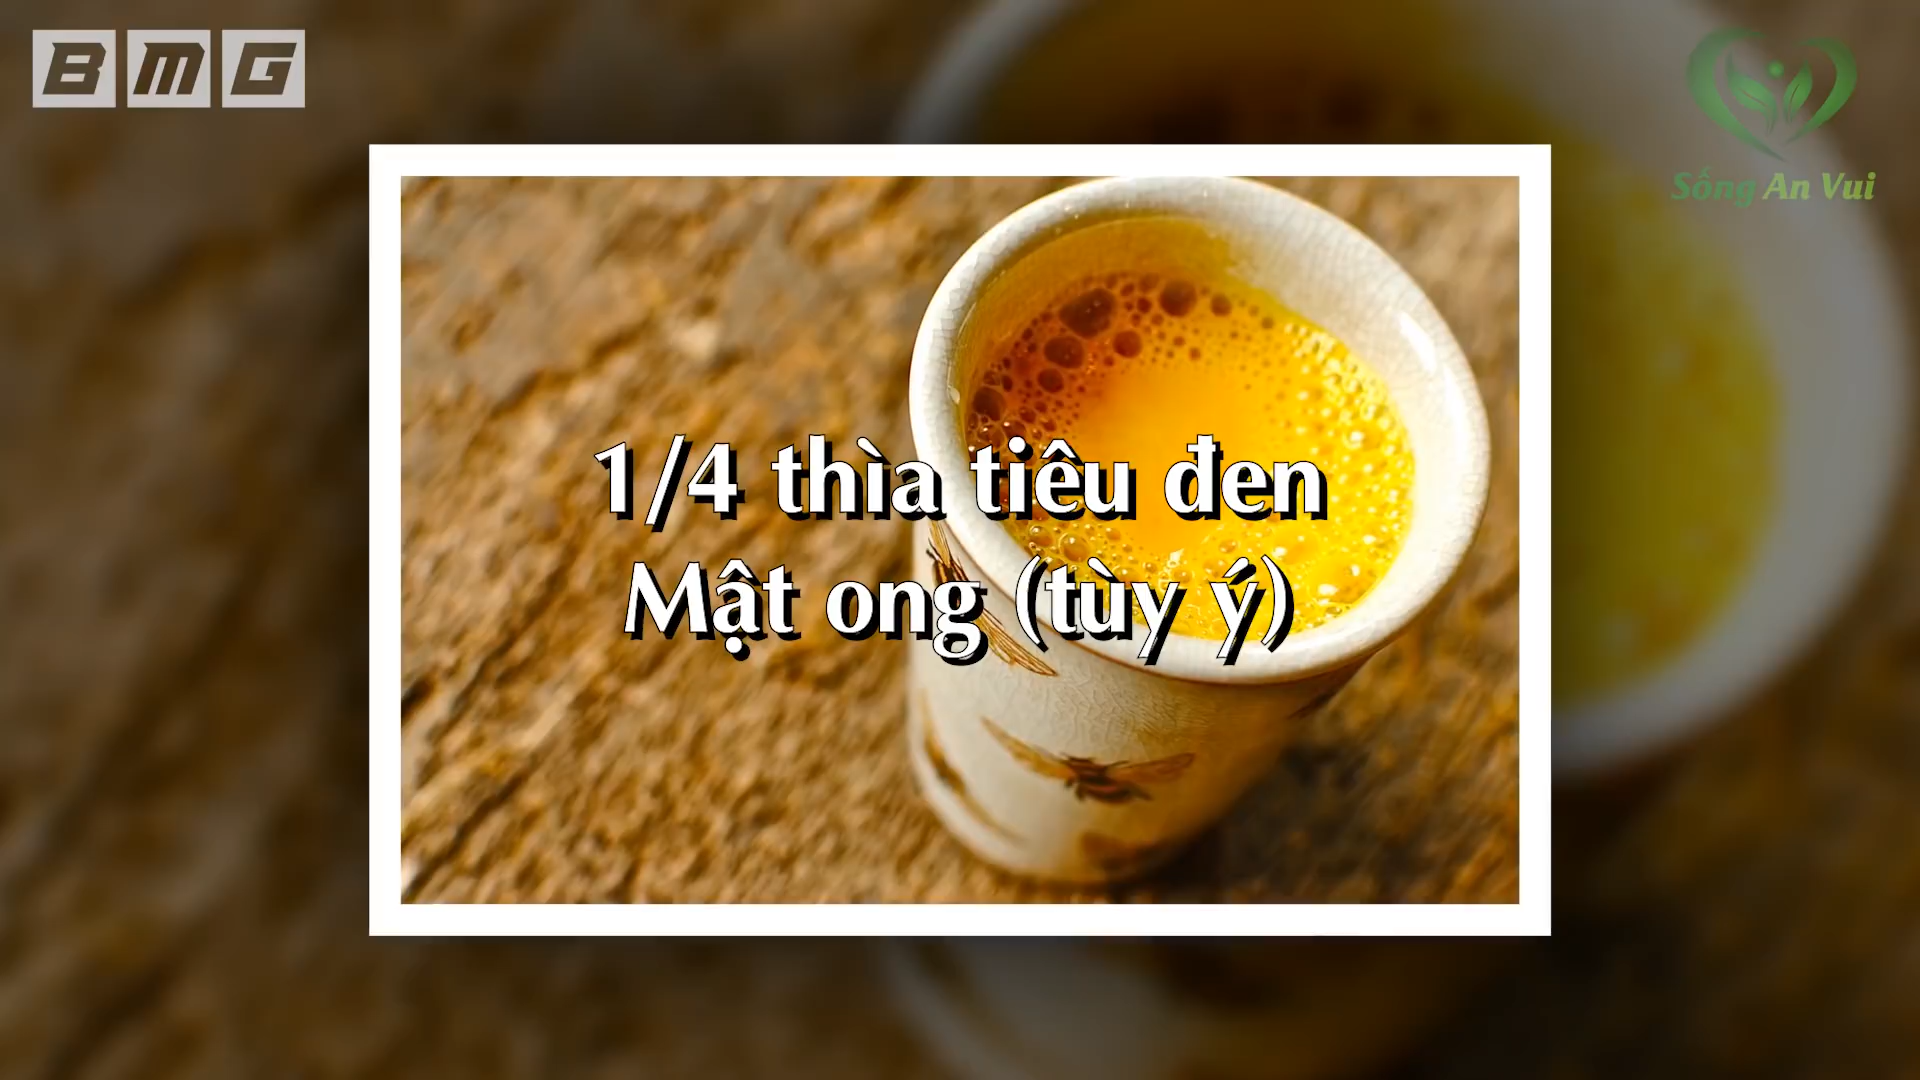 BMG
Sống An Vui
1/4 thìa tiêu đen
Mật ong (tùy ý)